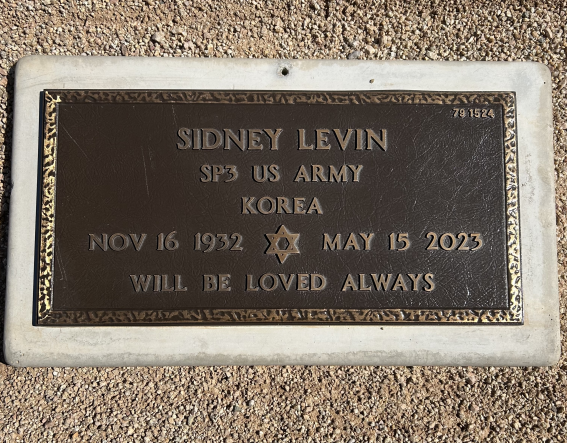 79 1524
SIDNEY LEVIN
SP3 US ARMY
KOREA
NOV 16 1932 MAY 15 2023
WILL BE LOVED ALWAYS